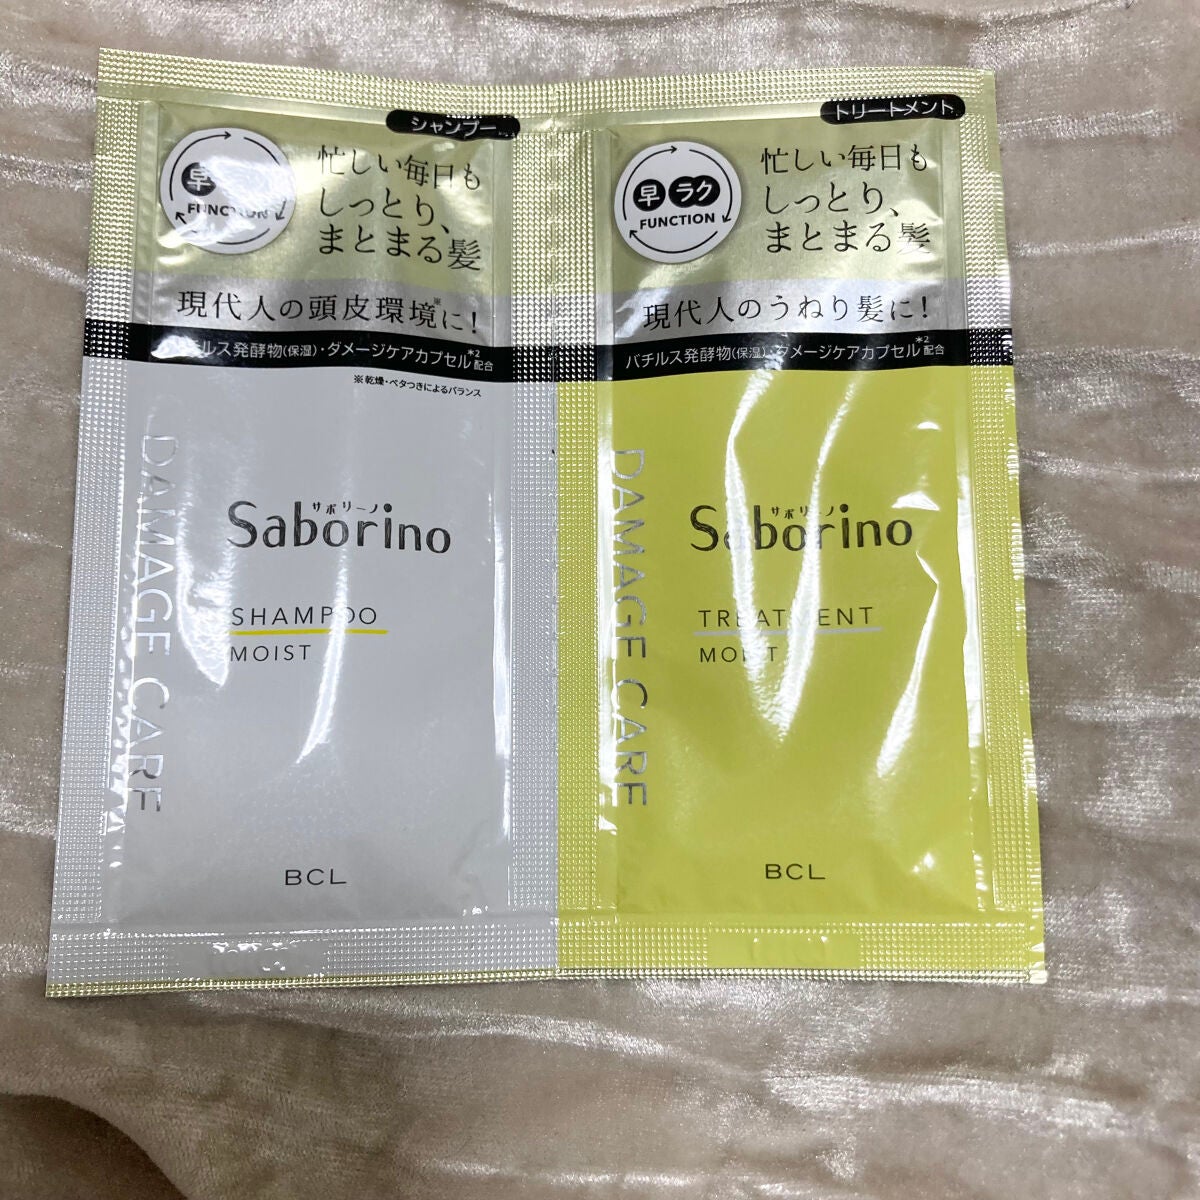 シャンプー
早
FUNCTION
忙しい毎日も
しっとり、
まとまる髪
現代人の頭皮環境に!※
バチルス発酵物(保湿)・ダメージケアカプセル*2配合
※乾燥・ベタつきによるバランス
DAMAGE CARE
サボリーノ
Saborino
SHAMPOO
MOIST
BCL
トリートメント
早 ラク
FUNCTION
忙しい毎日も
しっとり、
まとまる髪
現代人のうねり髪に!
バチルス発酵物(保湿)・ダメージケアカプセル*2配合
DAMAGE CARE
サボリーノ
Saborino
TREATMENT
MOIST
BCL